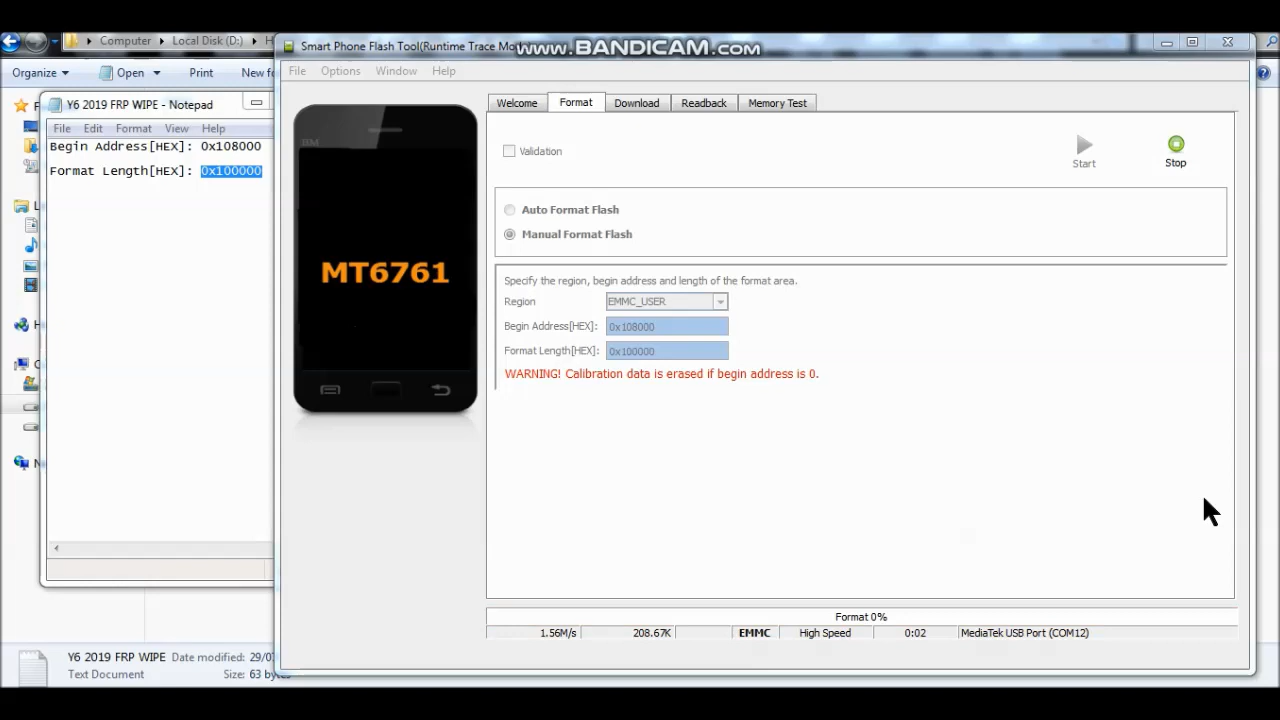 Computer
Local Disk (D:)
Organize
Open
Print
New fo
Y6 2019 FRP WIPE - Notepad
File Edit Format View Help
Begin Address[HEX]: 0x108000
Format Length[HEX]: 0x100000
Y6 2019 FRP WIPE Date modified: 29/0
Text Document Size: 63 bytes
Smart Phone Flash Tool(Runtime Trace Mo
www.BANDICAM.com
File Options Window Help
Welcome Format Download Readback Memory Test
Validation
Start
Stop
Auto Format Flash
Manual Format Flash
BM
MT6761
Specify the region, begin address and length of the format area.
Region EMMC_USER
Begin Address[HEX]: 0x108000
Format Length[HEX]: 0x100000
WARNING! Calibration data is erased if begin address is 0.
Format 0%
1.56M/s 208.67K EMMC High Speed 0:02 MediaTek USB Port (COM12)